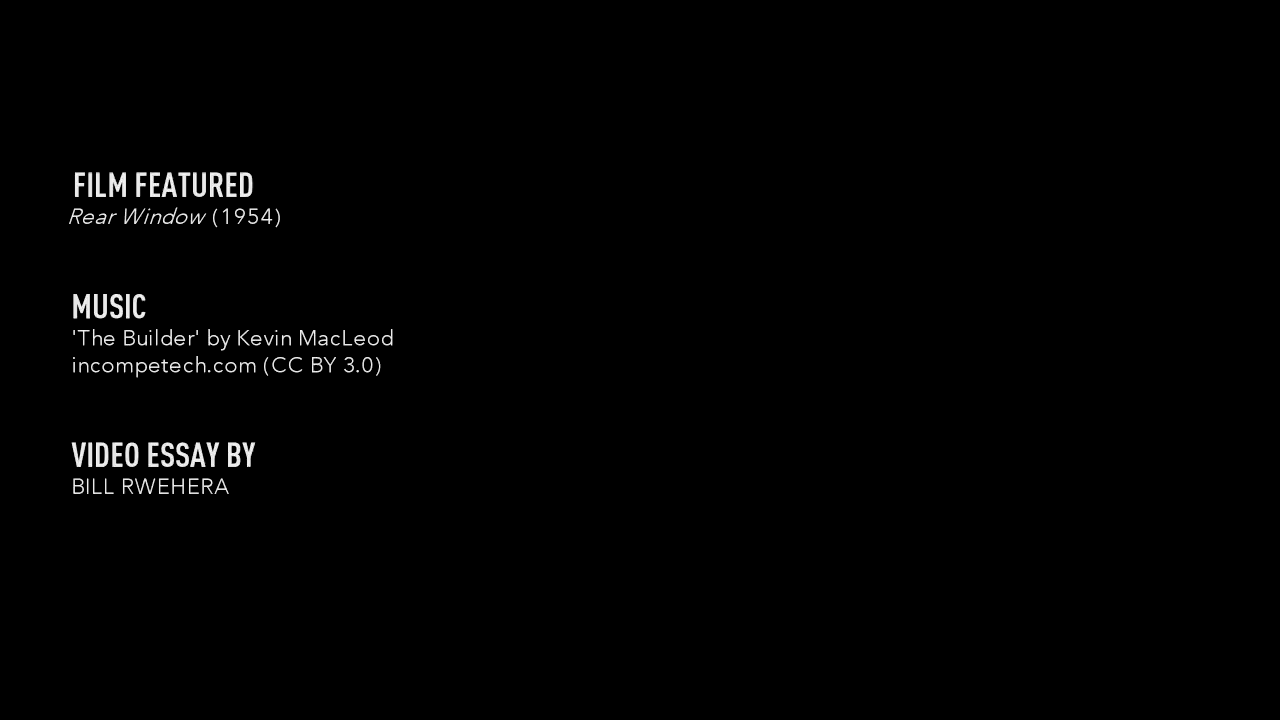 FILM FEATURED
Rear Window (1954)
MUSIC
'The Builder' by Kevin MacLeod
incompetech.com (CC BY 3.0)
VIDEO ESSAY BY
BILL RWEHERA